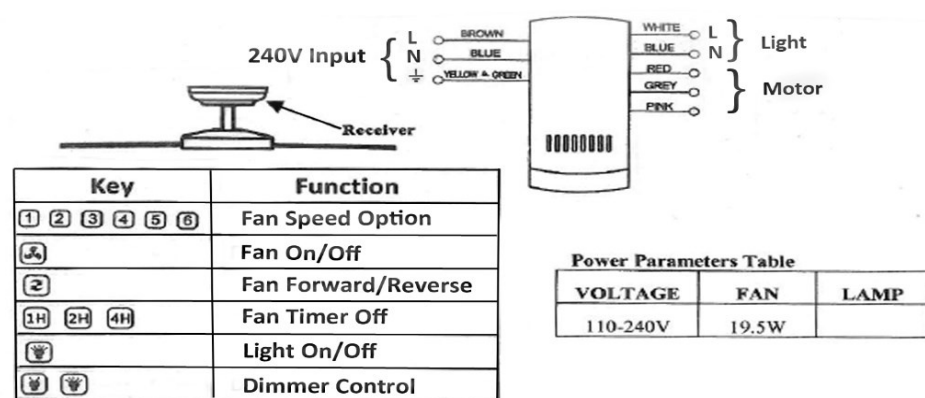 240V Input
L BROWN
N BLUE
⏚ YELLOW & GREEN
WHITE L
BLUE N
Light
RED
GREY
PINK
Motor
Receiver
Key Function
1 2 3 4 5 6 Fan Speed Option
Fan On/Off
Fan Forward/Reverse
1H 2H 4H Fan Timer Off
Light On/Off
Dimmer Control
Power Parameters Table
VOLTAGE FAN LAMP
110-240V 19.5W